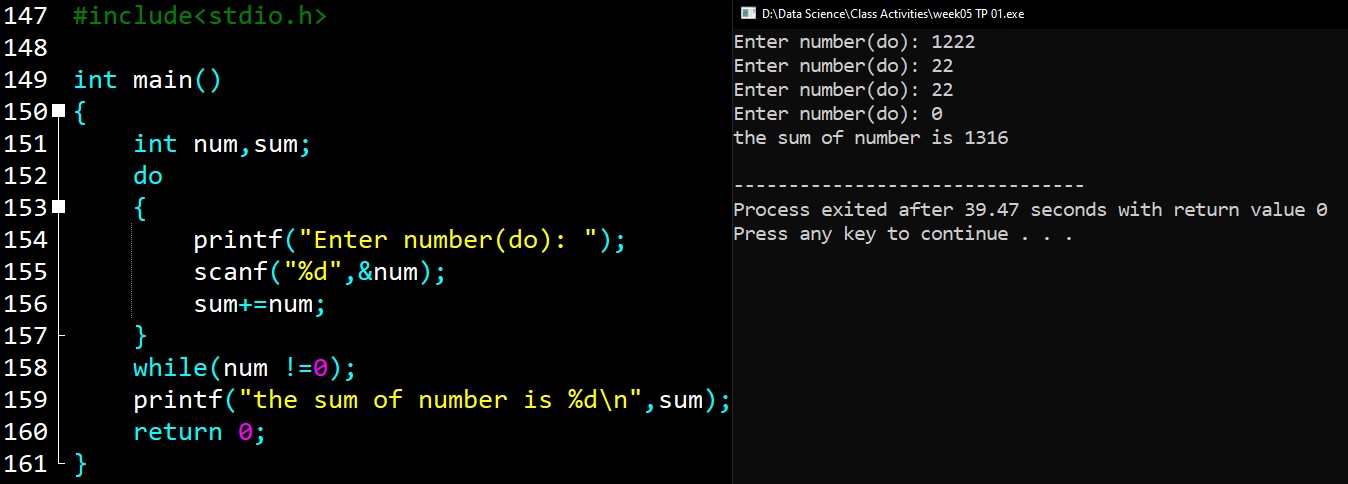 147 #include<stdio.h>
148
149 int main()
150 {
151 int num,sum;
152 do
153 {
154 printf("Enter number(do): ");
155 scanf("%d",&num);
156 sum+=num;
157 }
158 while(num !=0);
159 printf("the sum of number is %d\n",sum);
160 return 0;
161 }
D:\Data Science\Class Activities\week05 TP 01.exe
Enter number(do): 1222
Enter number(do): 22
Enter number(do): 22
Enter number(do): 0
the sum of number is 1316
--------------------------------
Process exited after 39.47 seconds with return value 0
Press any key to continue . . .